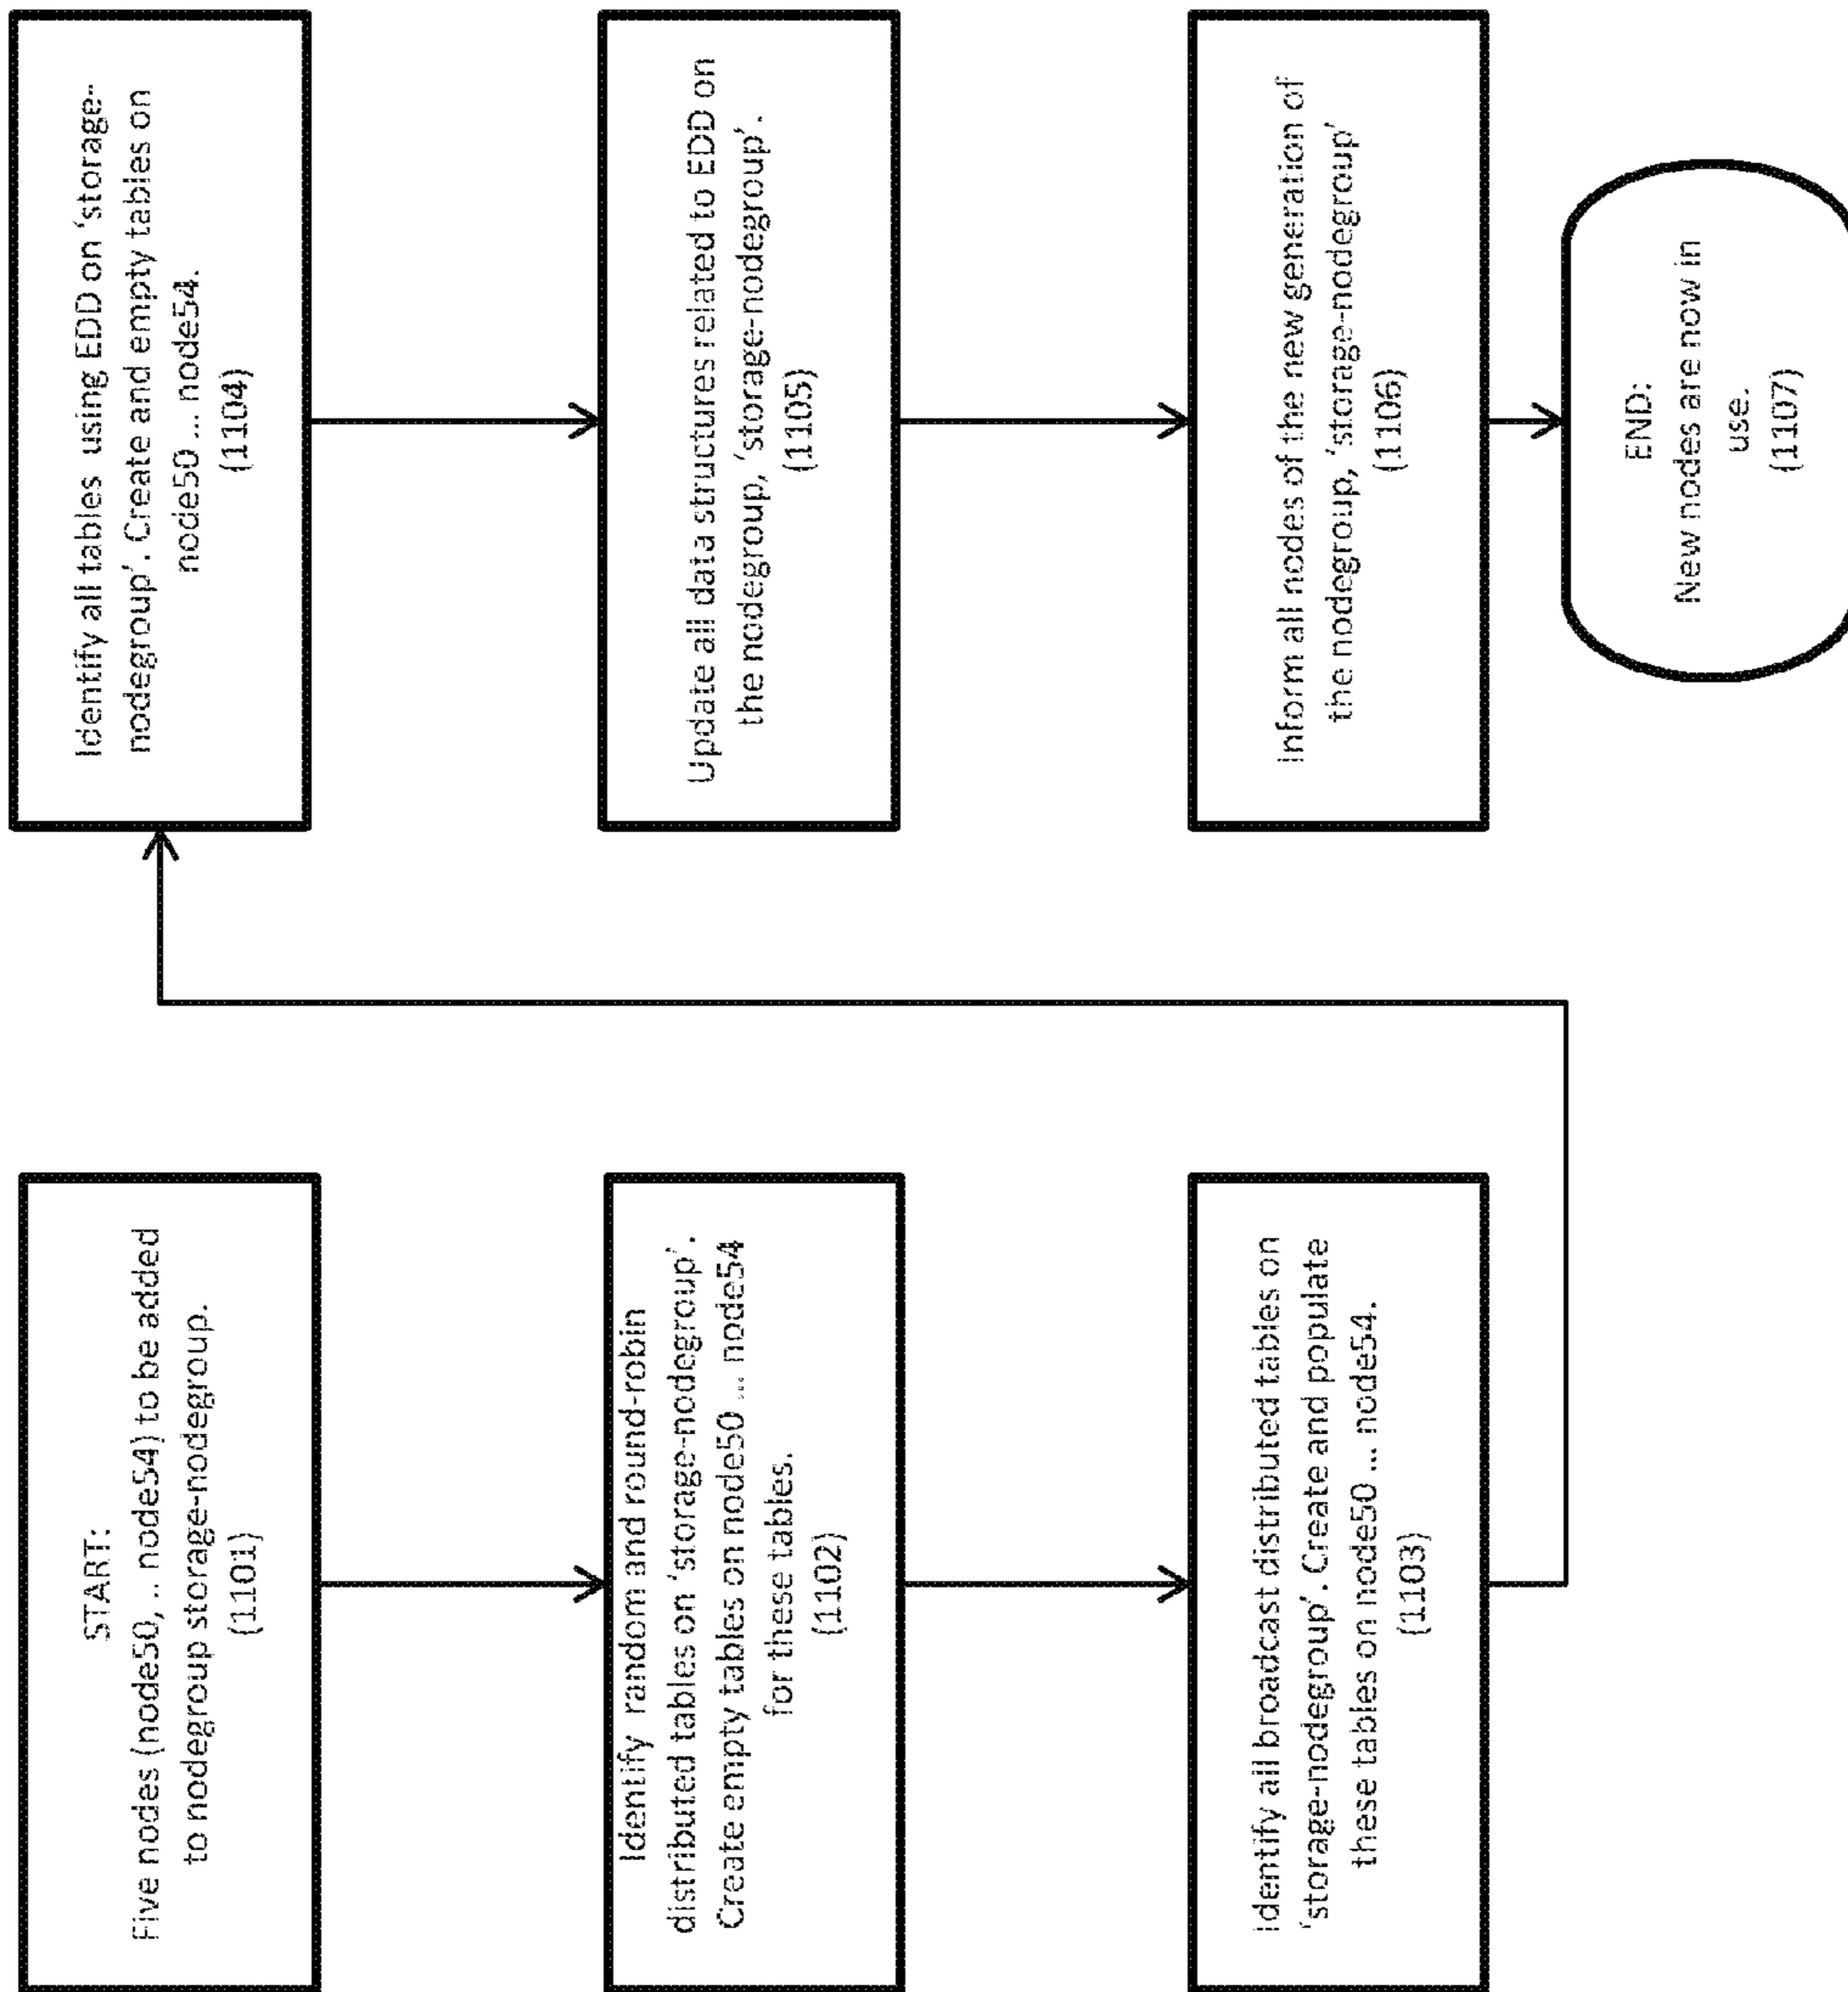 START:
Five nodes (node50, .. node54) to be added
to nodegroup storage-nodegroup.
(1101)
Identify random and round-robin
distributed tables on 'storage-nodegroup'.
Create empty tables on node50 ... node54
for these tables.
(1102)
Identify all broadcast distributed tables on
'storage-nodegroup'. Create and populate
these tables on node50 ... node54.
(1103)
Identify all tables using EDD on 'storage-
nodegroup'. Create and empty tables on
node50 ... node54.
(1104)
Update all data structures related to EDD on
the nodegroup, 'storage-nodegroup'.
(1105)
Inform all nodes of the new generation of
the nodegroup, 'storage-nodegroup'
(1106)
END:
New nodes are now in
use.
(1107)